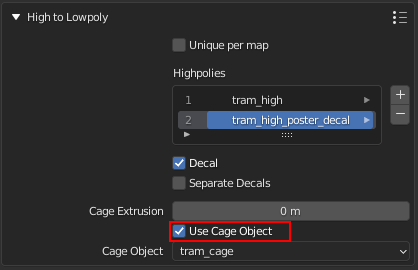 High to Lowpoly
Unique per map
Highpolies
1 tram_high
2 tram_high_poster_decal
Decal
Separate Decals
Cage Extrusion 0 m
Use Cage Object
Cage Object tram_cage